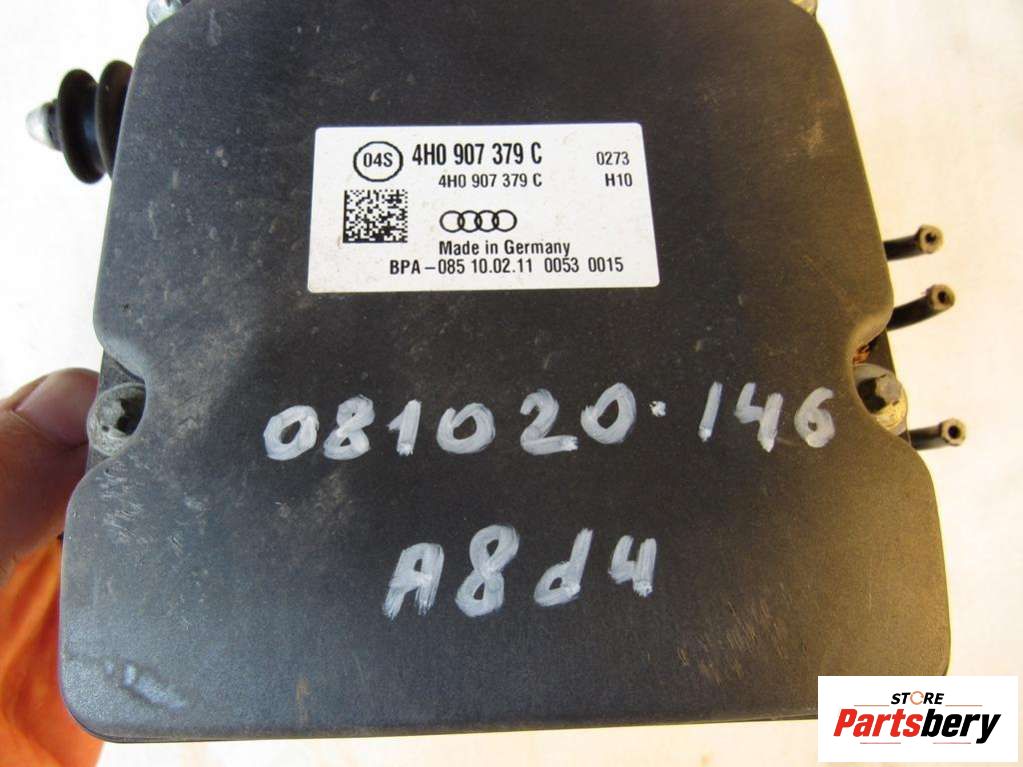 04S 4H0 907 379 C 0273
4H0 907 379 C H10
Made in Germany
BPA-085 10.02.11 0053 0015
081020.146
A8d4
STORE
Partsbery